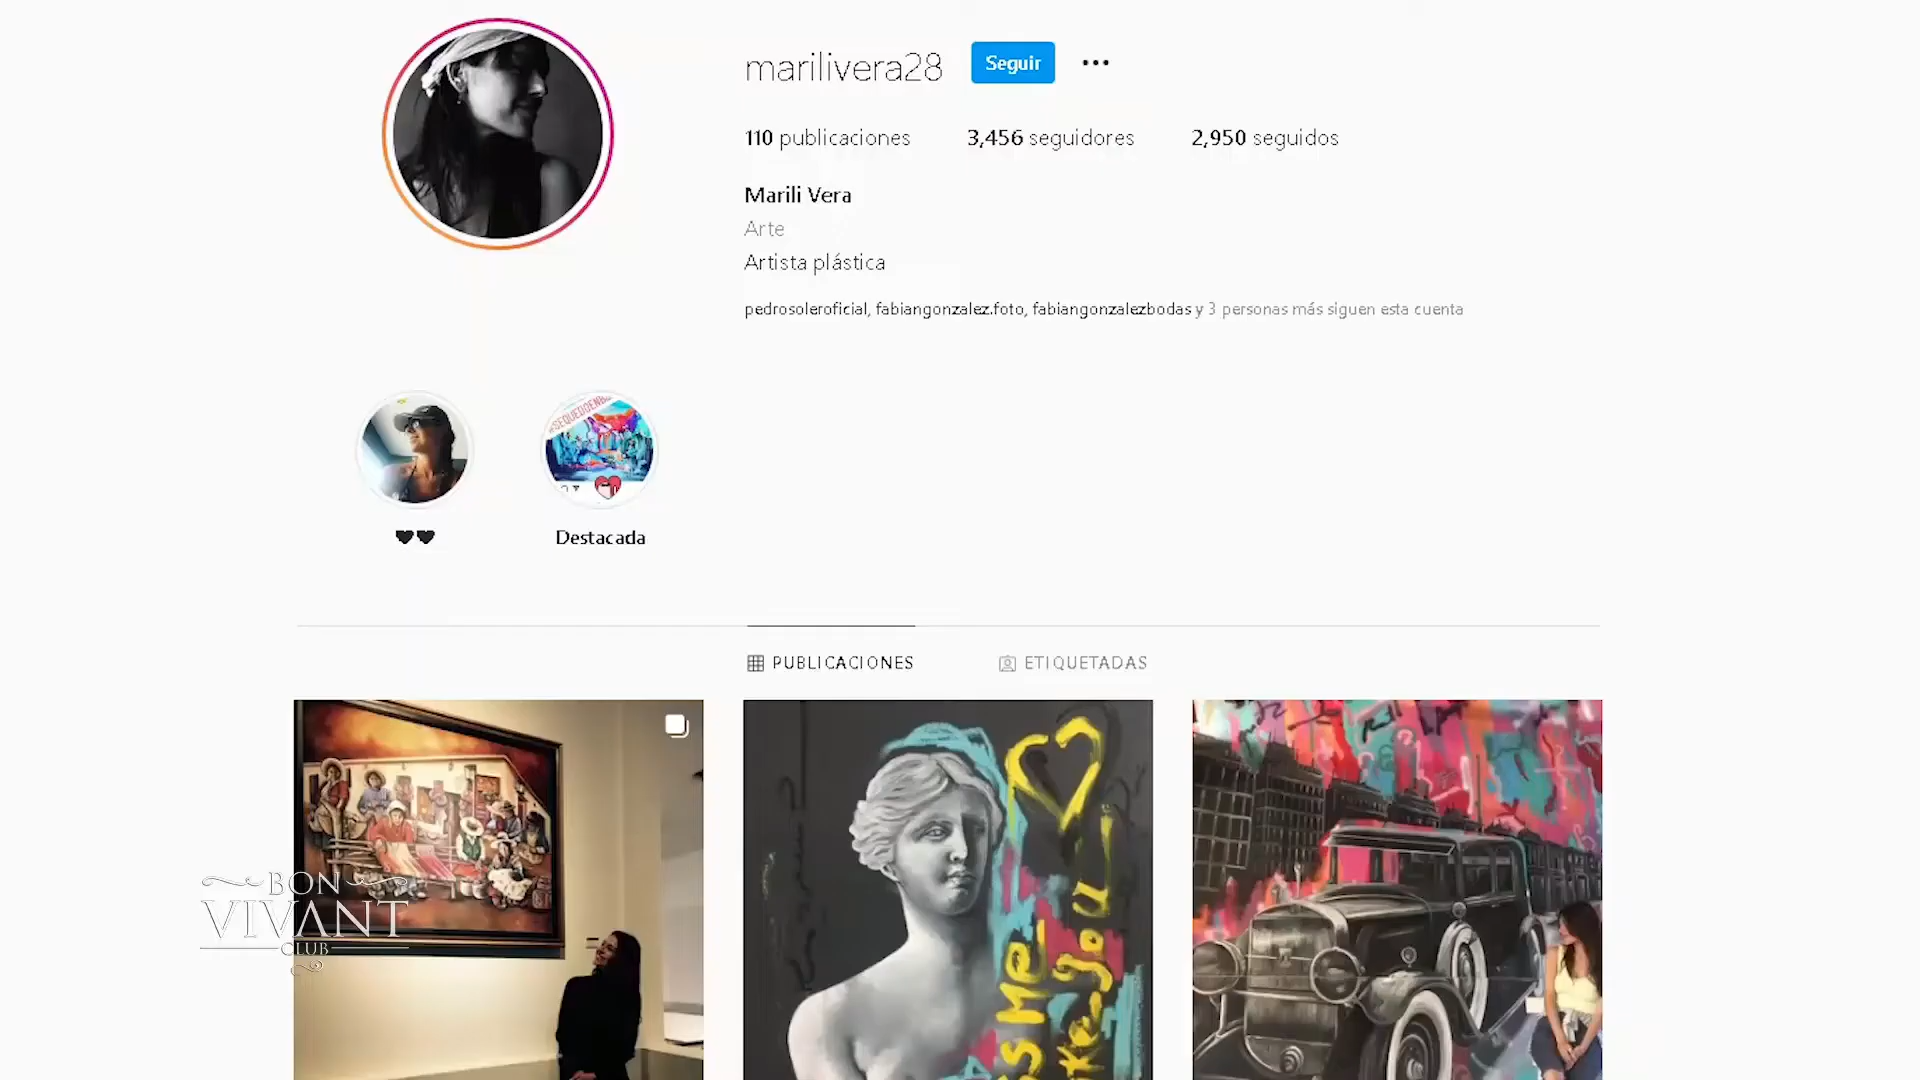 marilivera28
Seguir
110 publicaciones 3,456 seguidores 2,950 seguidos
Marili Vera
Arte
Artista plástica
pedrosoleroficial, fabiangonzalez.foto, fabiangonzalezbodas y 3 personas más siguen esta cuenta
Destacada
PUBLICACIONES
ETIQUETADAS
BON
VIVANT
CLUB